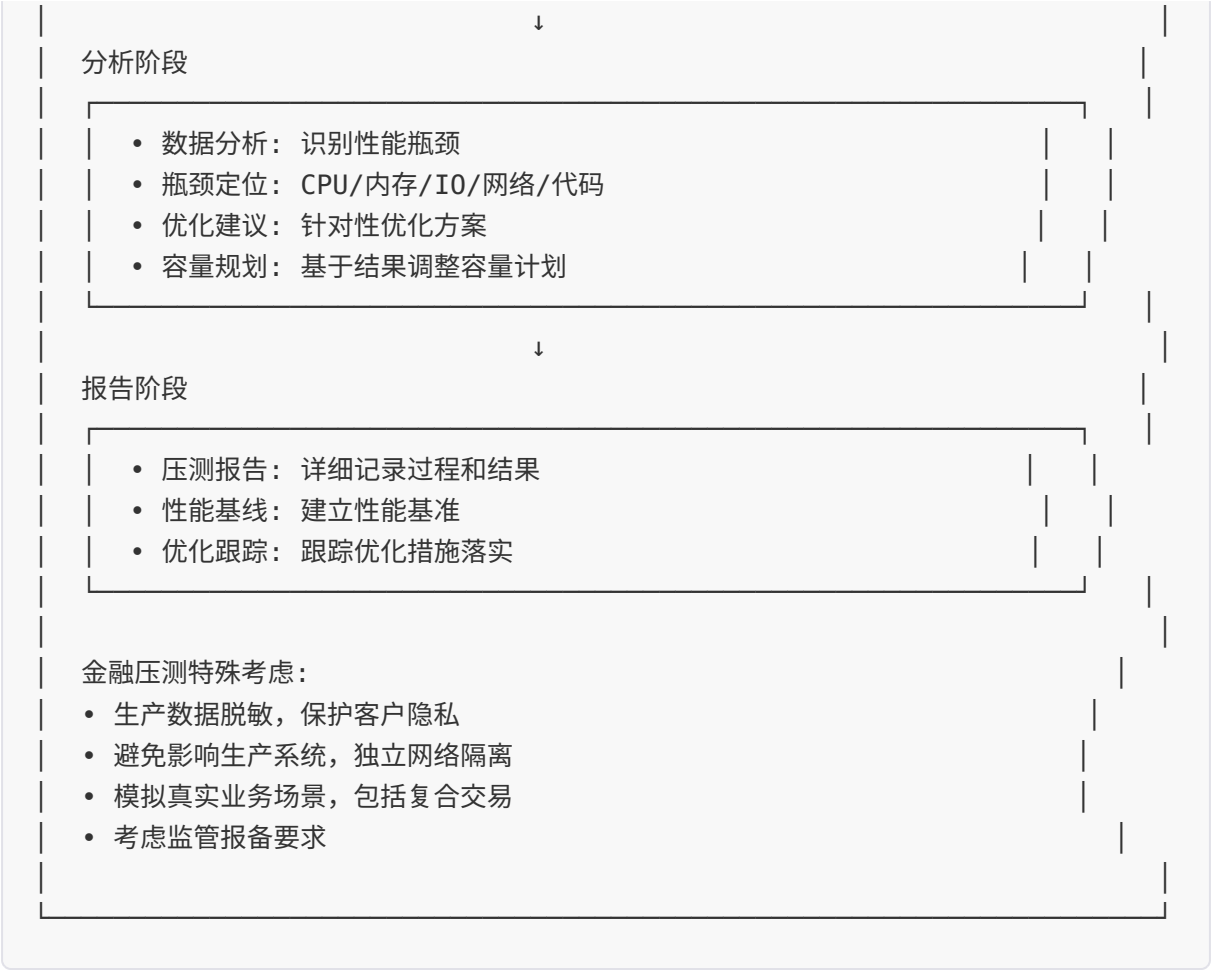 ↓
分析阶段
• 数据分析: 识别性能瓶颈
• 瓶颈定位: CPU/内存/IO/网络/代码
• 优化建议: 针对性优化方案
• 容量规划: 基于结果调整容量计划
↓
报告阶段
• 压测报告: 详细记录过程和结果
• 性能基线: 建立性能基准
• 优化跟踪: 跟踪优化措施落实
金融压测特殊考虑:
• 生产数据脱敏，保护客户隐私
• 避免影响生产系统，独立网络隔离
• 模拟真实业务场景，包括复合交易
• 考虑监管报备要求